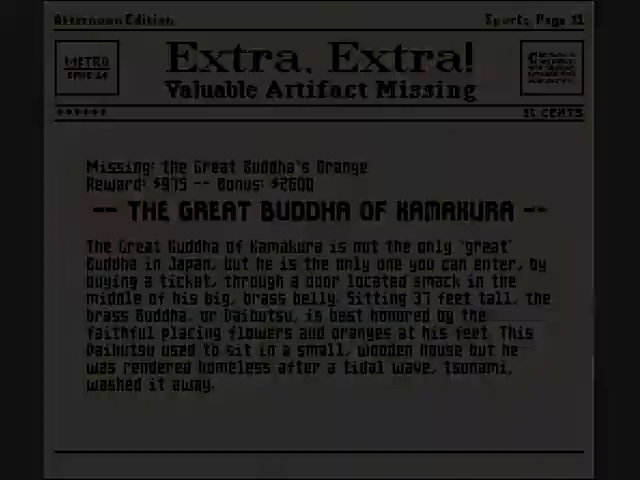 Afternoon Edition
Sports, Page 11
METRO
Extra, Extra!
Valuable Artifact Missing
35 CENTS
Missing: the Great Buddha's Orange
Reward: $975 -- Bonus: $2600
-- THE GREAT BUDDHA OF KAMAKURA --
The Great Buddha of Kamakura is not the only "great"
Buddha in Japan, but he is the only one you can enter, by
buying a ticket, through a door located smack in the
middle of his big, brass belly. Sitting 37 feet tall, the
brass Buddha, or Daibutsu, is best honored by the
faithful placing flowers and oranges at his feet. This
Daibutsu used to sit in a small, wooden house but he
was rendered homeless after a tidal wave, tsunami,
washed it away.